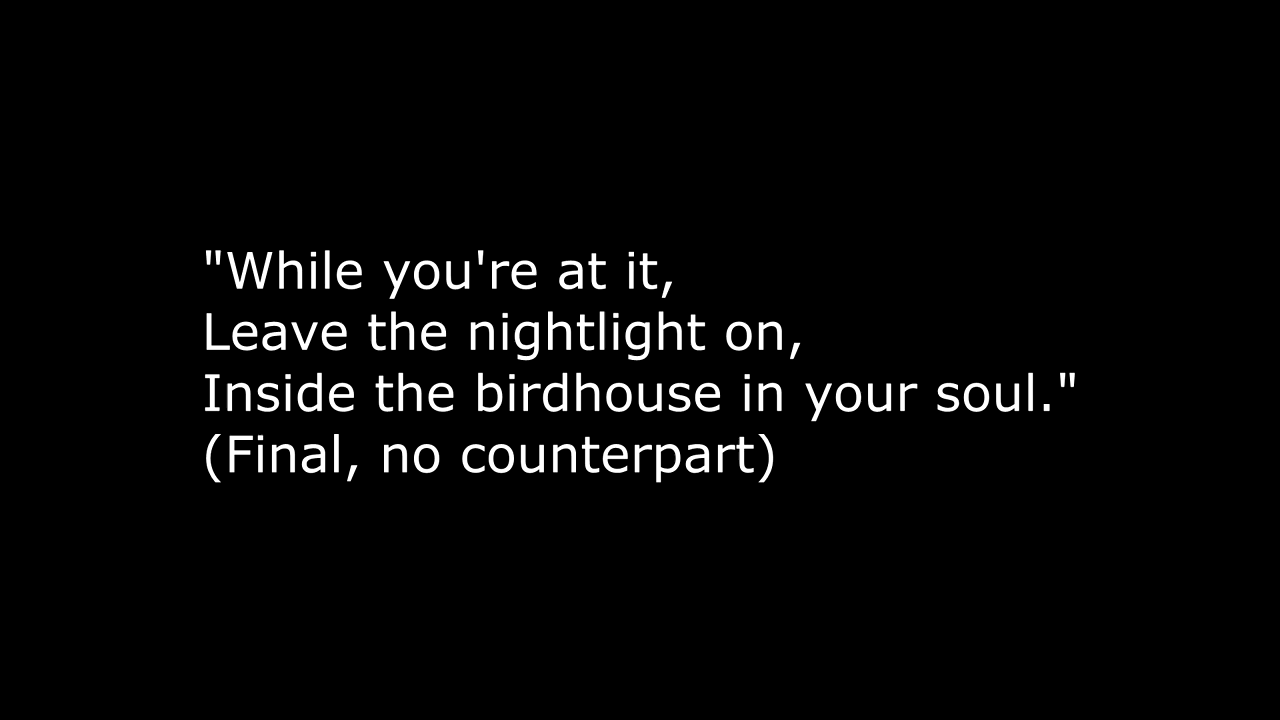 "While you're at it,
Leave the nightlight on,
Inside the birdhouse in your soul."
(Final, no counterpart)